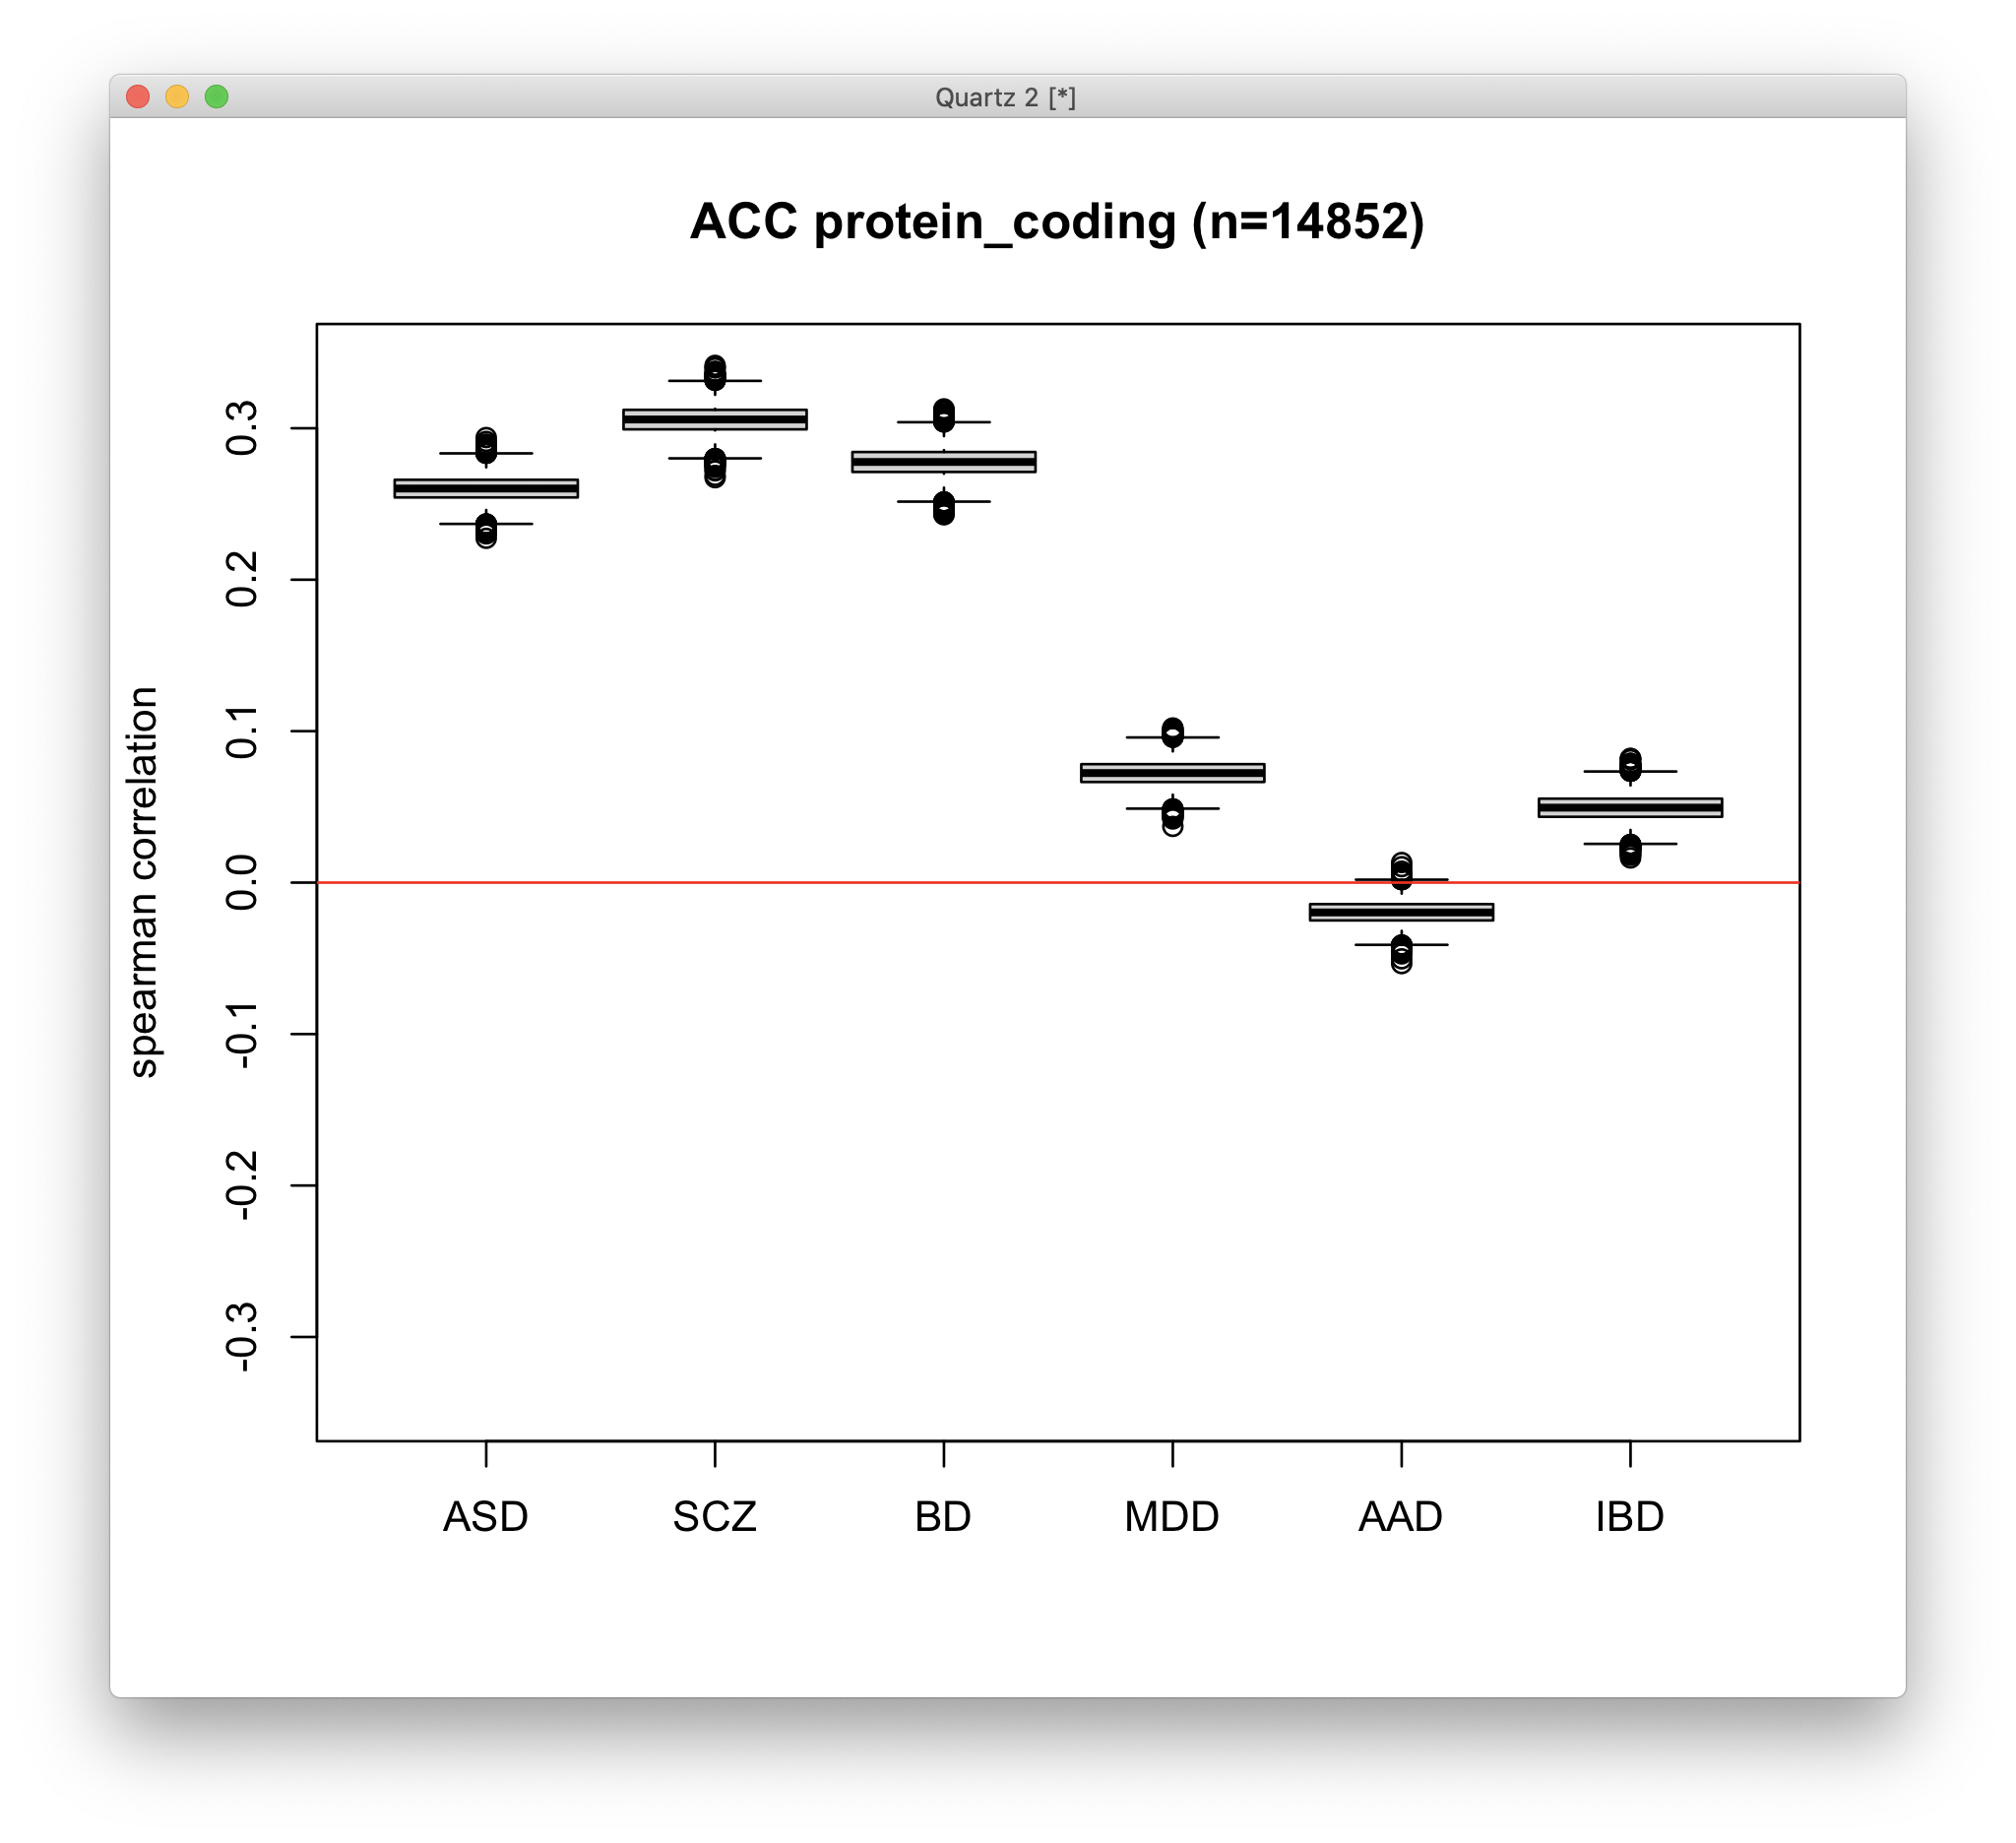 Quartz 2 [*]
ACC protein_coding (n=14852)
spearman correlation
0.3
0.2
0.1
0.0
-0.1
-0.2
-0.3
ASD SCZ BD MDD AAD IBD